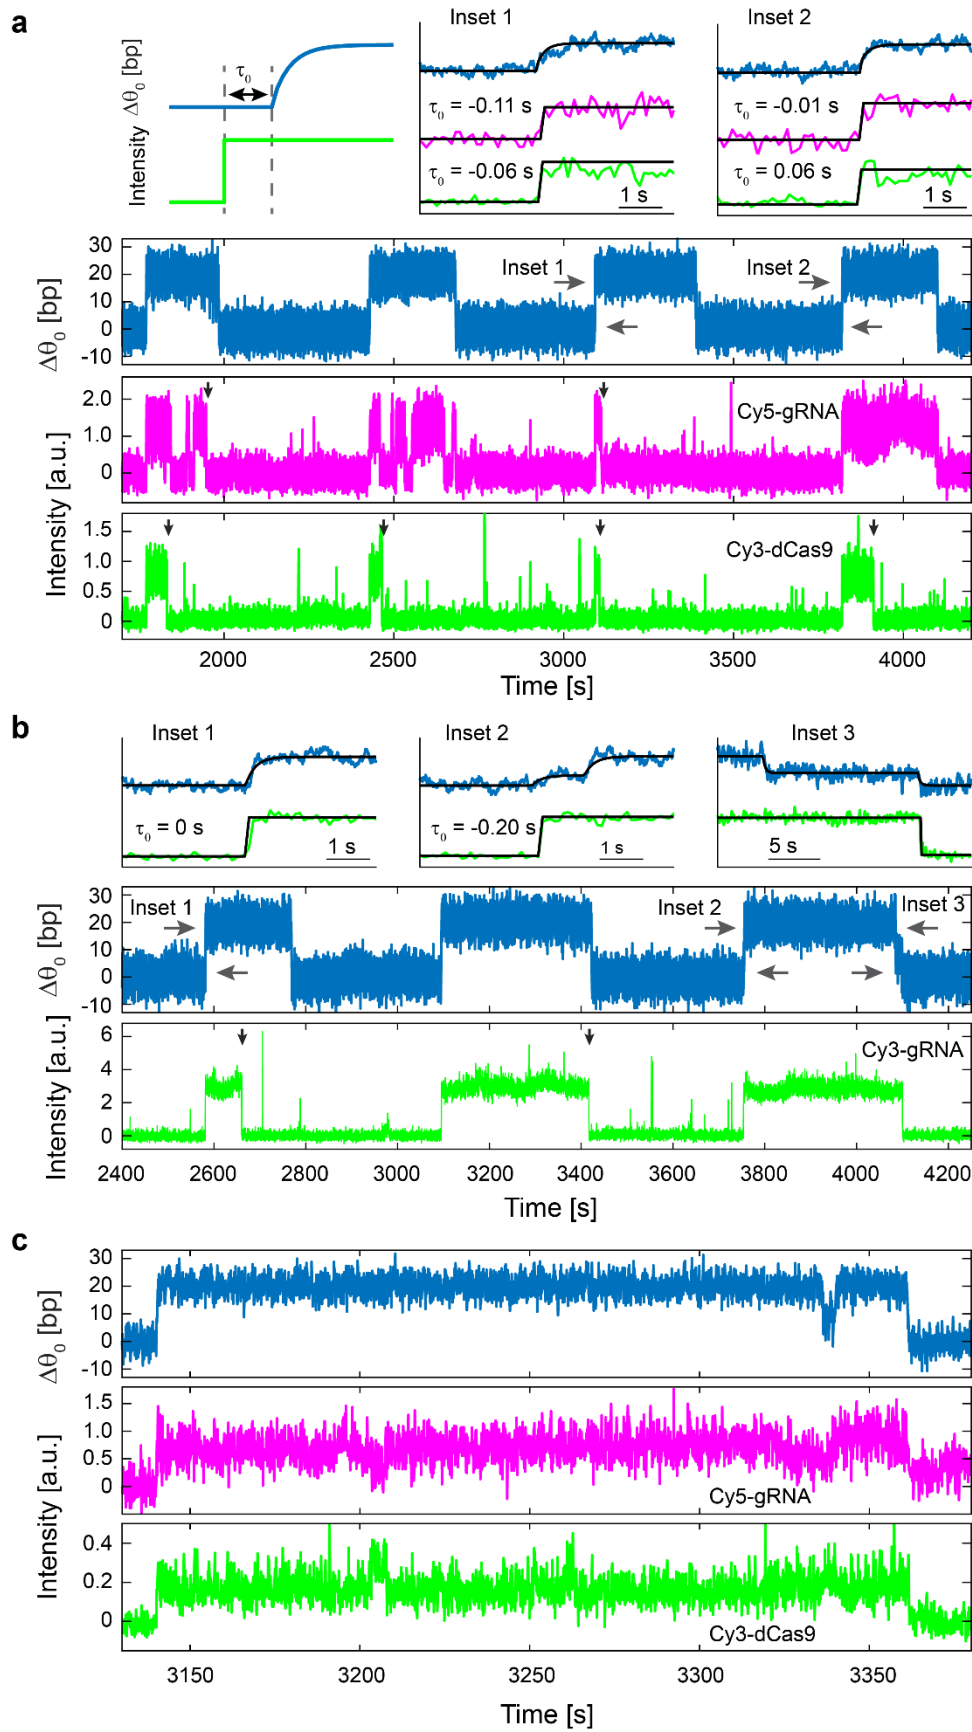 a
Δθ₀ [bp]
Intensity
τ₀
Inset 1
τ₀ = -0.11 s
τ₀ = -0.06 s
1 s
Inset 2
τ₀ = -0.01 s
τ₀ = 0.06 s
1 s
Δθ₀ [bp]
30
20
10
0
-10
Inset 1
Inset 2
Intensity [a.u.]
2.0
1.0
0
Cy5-gRNA
1.5
1.0
0.5
0
Cy3-dCas9
2000 2500 3000 3500 4000
Time [s]
b
Inset 1
τ₀ = 0 s
1 s
Inset 2
τ₀ = -0.20 s
1 s
Inset 3
5 s
Δθ₀ [bp]
30
20
10
0
-10
Inset 1
Inset 2
Inset 3
Intensity [a.u.]
6
4
2
0
Cy3-gRNA
2400 2600 2800 3000 3200 3400 3600 3800 4000 4200
Time [s]
c
Δθ₀ [bp]
30
20
10
0
-10
Intensity [a.u.]
1.5
1.0
0.5
0
Cy5-gRNA
0.4
0.2
0
Cy3-dCas9
3150 3200 3250 3300 3350
Time [s]